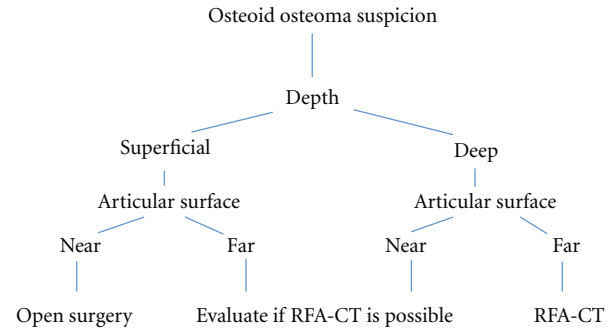 Osteoid osteoma suspicion
Depth
Superficial
Deep
Articular surface
Articular surface
Near
Far
Near
Far
Open surgery
Evaluate if RFA-CT is possible
RFA-CT